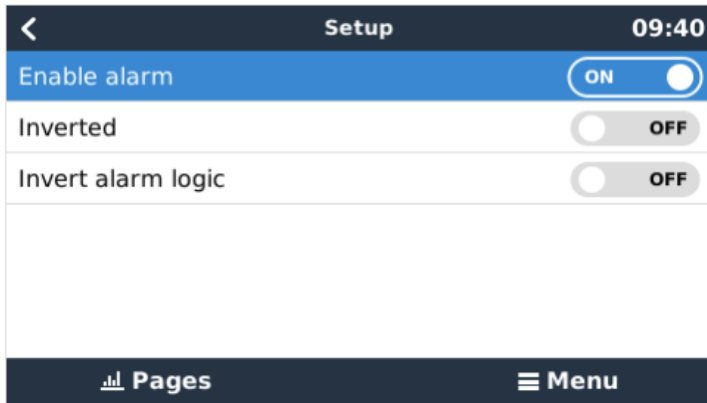 Setup 09:40
Enable alarm ON
Inverted OFF
Invert alarm logic OFF
Pages Menu